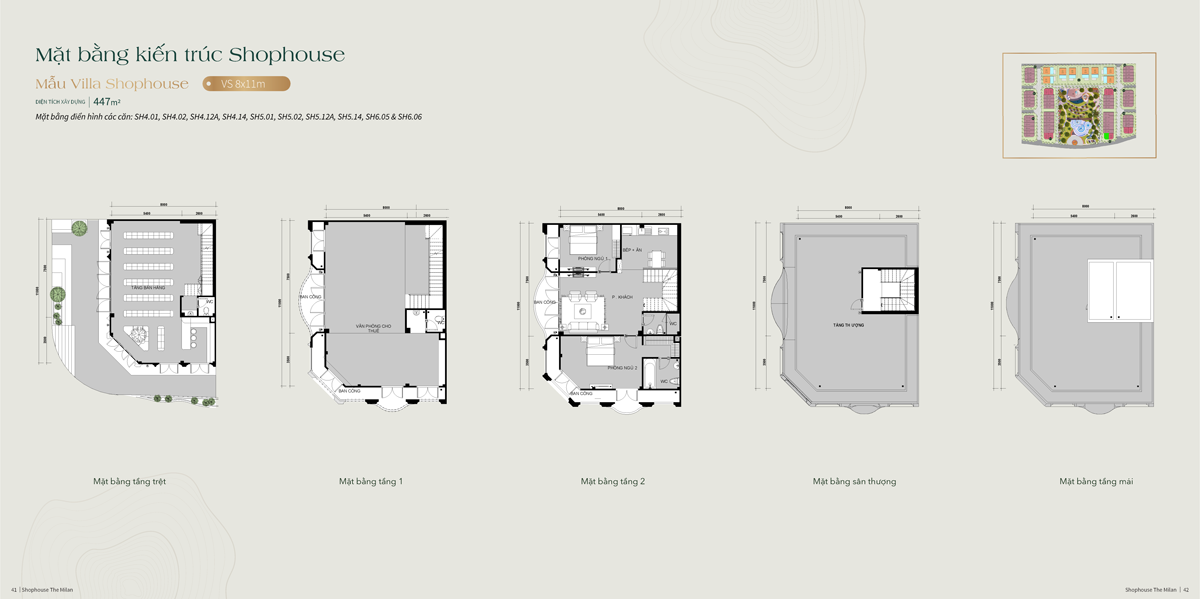 Mặt bằng kiến trúc Shophouse
Mẫu Villa Shophouse
VS 8x11m
DIỆN TÍCH XÂY DỰNG | 447m²
Mặt bằng điển hình các căn: SH4.01, SH4.02, SH4.12A, SH4.14, SH5.01, SH5.02, SH5.12A, SH5.14, SH6.05 & SH6.06
8000
5400 2600
TẦNG BÁN HÀNG
WC
8000
5400 2600
BAN CÔNG
VĂN PHÒNG CHO
THUÊ
WC
BAN CÔNG
8000
5400 2600
PHÒNG NGỦ 1
BẾP + ĂN
P. KHÁCH
BAN CÔNG
WC
PHÒNG NGỦ 2
WC
BAN CÔNG
8000
5400 2600
TẦNG THƯỢNG
8000
5400 2600
Mặt bằng tầng trệt
Mặt bằng tầng 1
Mặt bằng tầng 2
Mặt bằng sân thượng
Mặt bằng tầng mái
41 | Shophouse The Milan
Shophouse The Milan | 42